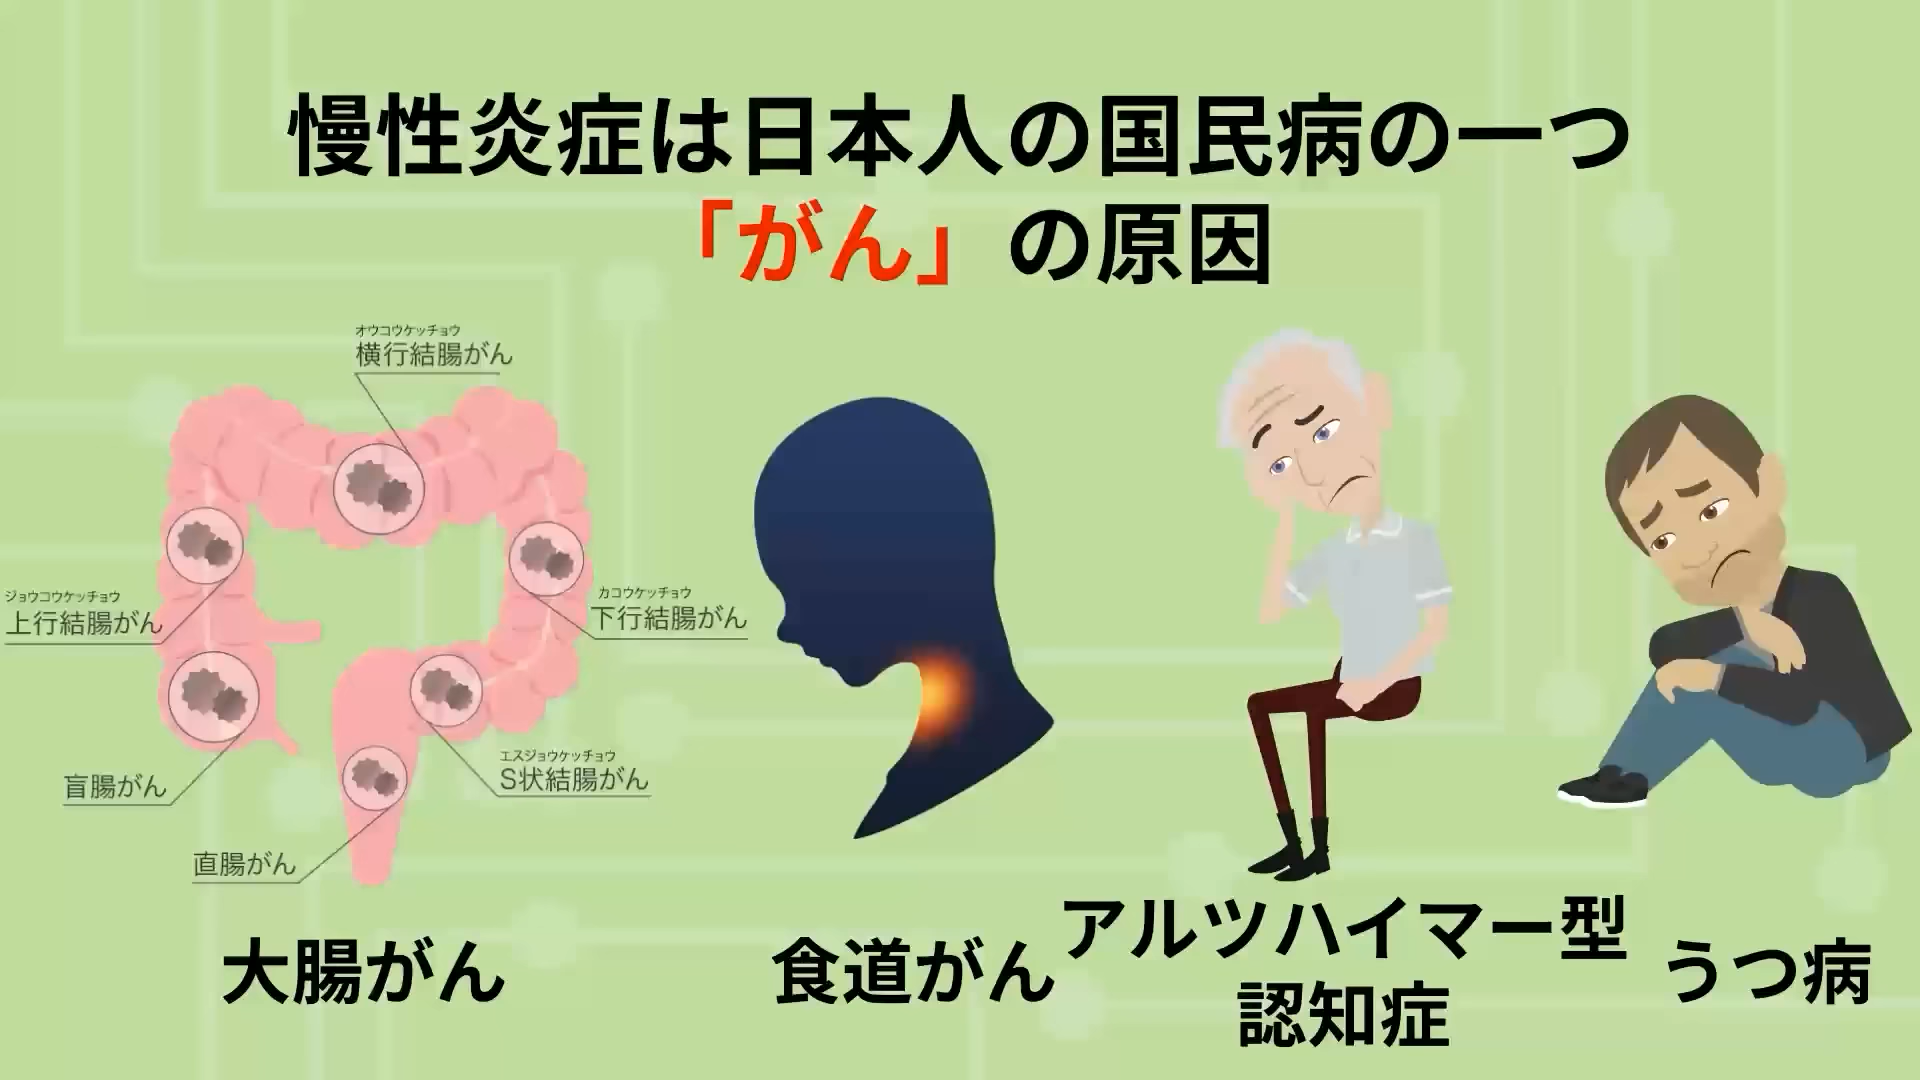 慢性炎症は日本人の国民病の一つ
「がん」の原因
オウコウケッチョウ
横行結腸がん
ジョウコウケッチョウ
上行結腸がん
カコウケッチョウ
下行結腸がん
エスジョウケッチョウ
S状結腸がん
盲腸がん
直腸がん
大腸がん
食道がん
アルツハイマー型
認知症
うつ病